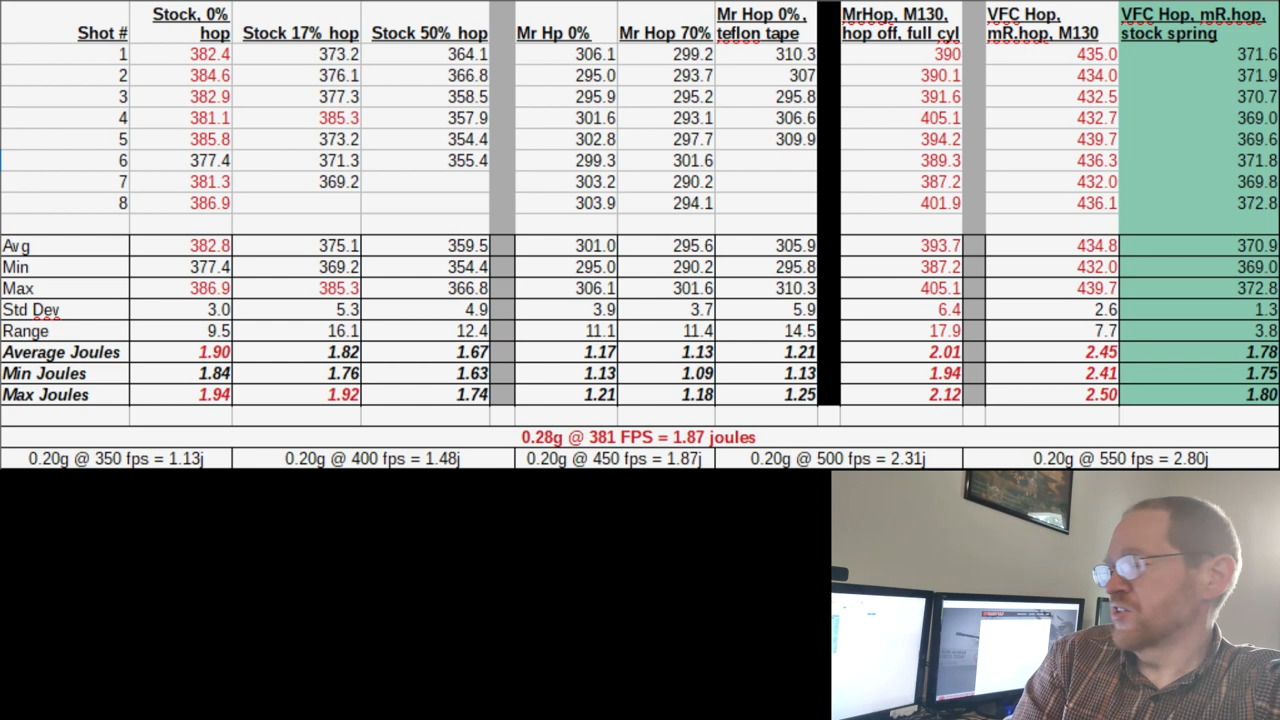 Shot # Stock, 0% hop Stock 17% hop Stock 50% hop Mr Hp 0% Mr Hop 70% Mr Hop 0%, teflon tape MrHop, M130, hop off, full cyl VFC Hop, mR.hop, M130 VFC Hop, mR.hop, stock spring
1 382.4 373.2 364.1 306.1 299.2 310.3 390 435.0 371.6
2 384.6 376.1 366.8 295.0 293.7 307 390.1 434.0 371.9
3 382.9 377.3 358.5 295.9 295.2 295.8 391.6 432.5 370.7
4 381.1 385.3 357.9 301.6 293.1 306.6 405.1 432.7 369.0
5 385.8 373.2 354.4 302.8 297.7 309.9 394.2 439.7 369.6
6 377.4 371.3 355.4 299.3 301.6 389.3 436.3 371.8
7 381.3 369.2 303.2 290.2 387.2 432.0 369.8
8 386.9 303.9 294.1 401.9 436.1 372.8
Avg 382.8 375.1 359.5 301.0 295.6 305.9 393.7 434.8 370.9
Min 377.4 369.2 354.4 295.0 290.2 295.8 387.2 432.0 369.0
Max 386.9 385.3 366.8 306.1 301.6 310.3 405.1 439.7 372.8
Std Dev 3.0 5.3 4.9 3.9 3.7 5.9 6.4 2.6 1.3
Range 9.5 16.1 12.4 11.1 11.4 14.5 17.9 7.7 3.8
Average Joules 1.90 1.82 1.67 1.17 1.13 1.21 2.01 2.45 1.78
Min Joules 1.84 1.76 1.63 1.13 1.09 1.13 1.94 2.41 1.75
Max Joules 1.94 1.92 1.74 1.21 1.18 1.25 2.12 2.50 1.80
0.28g @ 381 FPS = 1.87 joules
0.20g @ 350 fps = 1.13j 0.20g @ 400 fps = 1.48j 0.20g @ 450 fps = 1.87j 0.20g @ 500 fps = 2.31j 0.20g @ 550 fps = 2.80j